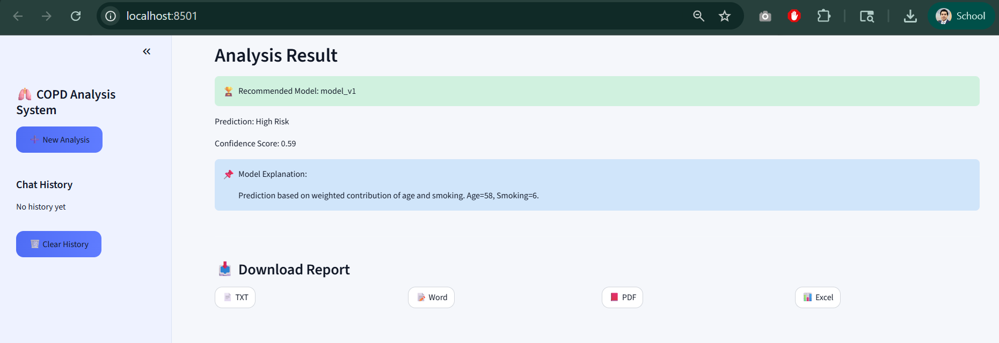 localhost:8501
School
COPD Analysis
System
New Analysis
Chat History
No history yet
Clear History
Analysis Result
Recommended Model: model_v1
Prediction: High Risk
Confidence Score: 0.59
Model Explanation:
Prediction based on weighted contribution of age and smoking. Age=58, Smoking=6.
Download Report
TXT
Word
PDF
Excel